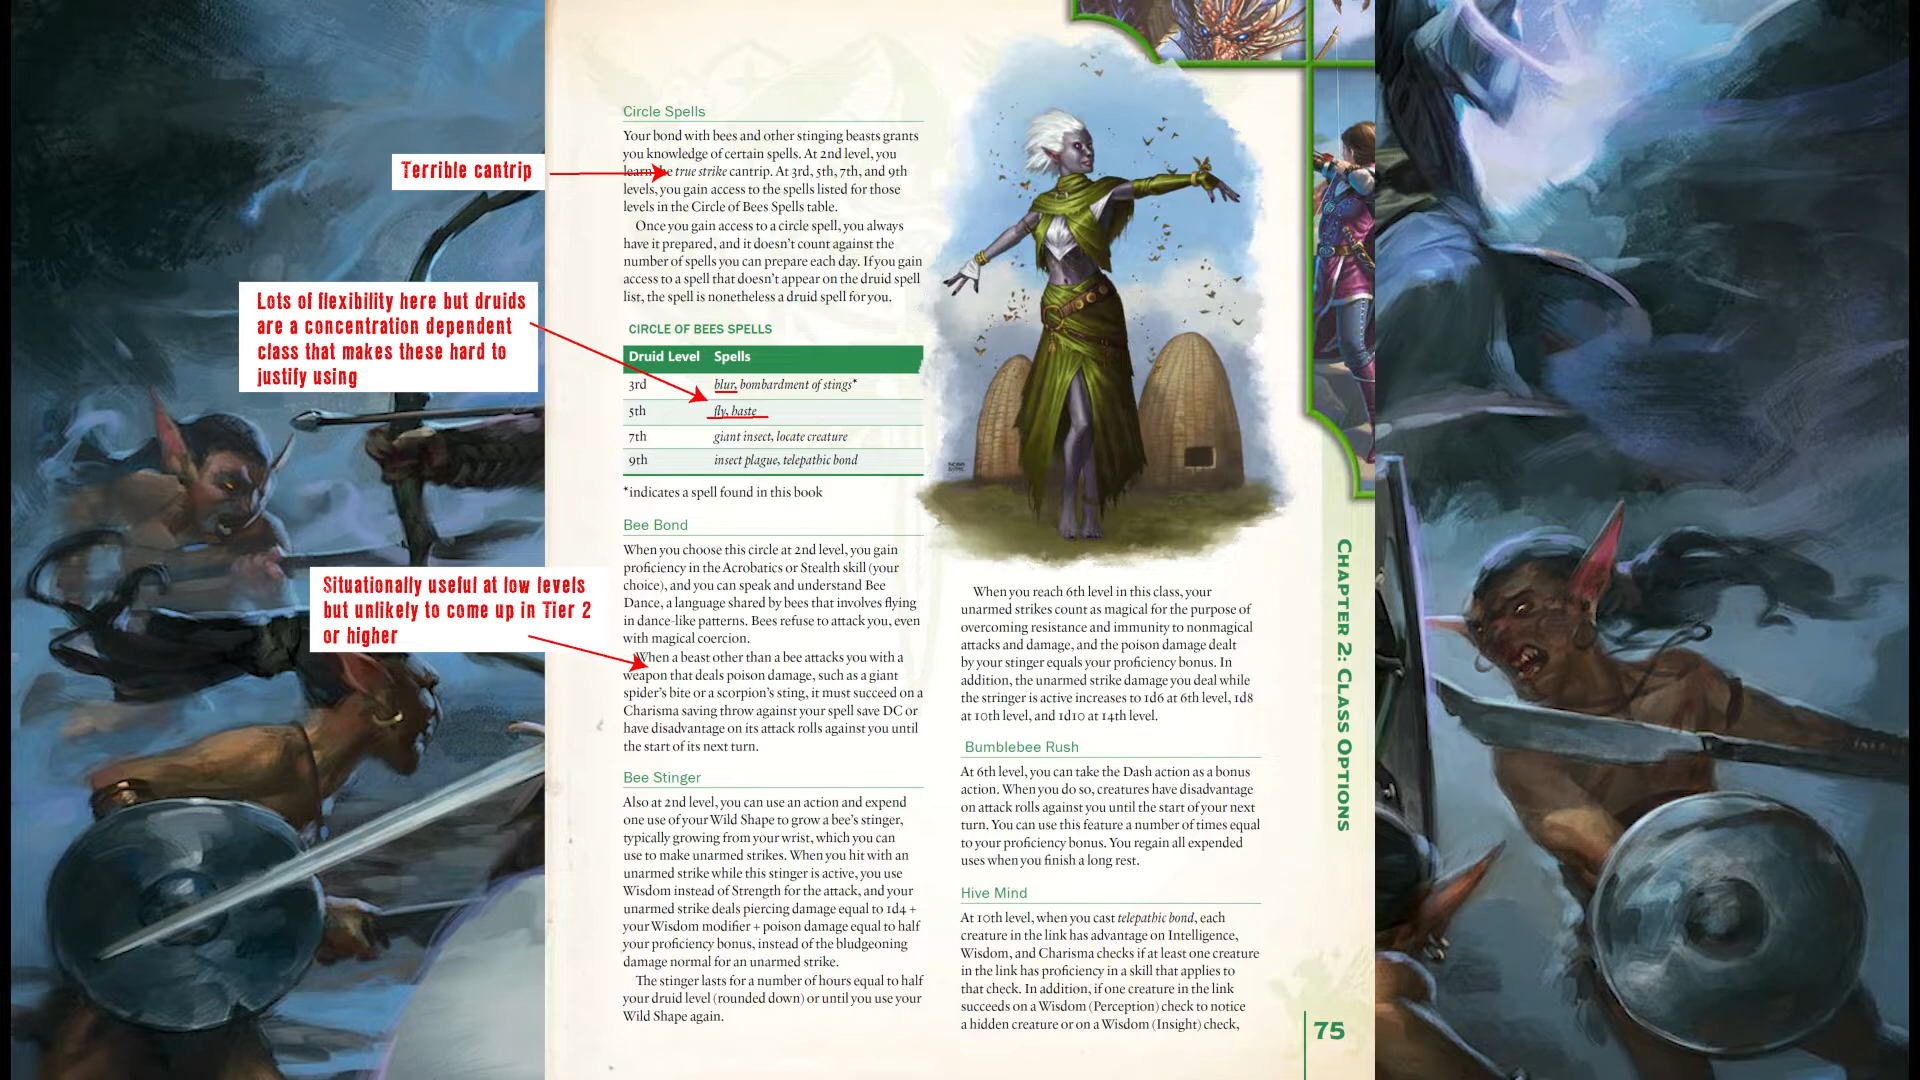 Terrible cantrip
Lots of flexibility here but druids
are a concentration dependent
class that makes these hard to
justify using
Situationally useful at low levels
but unlikely to come up in Tier 2
or higher
Circle Spells
Your bond with bees and other stinging beasts grants
you knowledge of certain spells. At 2nd level, you
learn the true strike cantrip. At 3rd, 5th, 7th, and 9th
levels, you gain access to the spells listed for those
levels in the Circle of Bees Spells table.
Once you gain access to a circle spell, you always
have it prepared, and it doesn't count against the
number of spells you can prepare each day. If you gain
access to a spell that doesn't appear on the druid spell
list, the spell is nonetheless a druid spell for you.
CIRCLE OF BEES SPELLS
Druid Level Spells
3rd blur, bombardment of stings*
5th fly, haste
7th giant insect, locate creature
9th insect plague, telepathic bond
*indicates a spell found in this book
Bee Bond
When you choose this circle at 2nd level, you gain
proficiency in the Acrobatics or Stealth skill (your
choice), and you can speak and understand Bee
Dance, a language shared by bees that involves flying
in dance-like patterns. Bees refuse to attack you, even
with magical coercion.
When a beast other than a bee attacks you with a
weapon that deals poison damage, such as a giant
spider's bite or a scorpion's sting, it must succeed on a
Charisma saving throw against your spell save DC or
have disadvantage on its attack rolls against you until
the start of its next turn.
Bee Stinger
Also at 2nd level, you can use an action and expend
one use of your Wild Shape to grow a bee's stinger,
typically growing from your wrist, which you can
use to make unarmed strikes. When you hit with an
unarmed strike while this stinger is active, you use
Wisdom instead of Strength for the attack, and your
unarmed strike deals piercing damage equal to 1d4 +
your Wisdom modifier + poison damage equal to half
your proficiency bonus, instead of the bludgeoning
damage normal for an unarmed strike.
The stinger lasts for a number of hours equal to half
your druid level (rounded down) or until you use your
Wild Shape again.
When you reach 6th level in this class, your
unarmed strikes count as magical for the purpose of
overcoming resistance and immunity to nonmagical
attacks and damage, and the poison damage dealt
by your stinger equals your proficiency bonus. In
addition, the unarmed strike damage you deal while
the stringer is active increases to 1d6 at 6th level, 1d8
at 10th level, and 1d10 at 14th level.
Bumblebee Rush
At 6th level, you can take the Dash action as a bonus
action. When you do so, creatures have disadvantage
on attack rolls against you until the start of your next
turn. You can use this feature a number of times equal
to your proficiency bonus. You regain all expended
uses when you finish a long rest.
Hive Mind
At 10th level, when you cast telepathic bond, each
creature in the link has advantage on Intelligence,
Wisdom, and Charisma checks if at least one creature
in the link has proficiency in a skill that applies to
that check. In addition, if one creature in the link
succeeds on a Wisdom (Perception) check to notice
a hidden creature or on a Wisdom (Insight) check,
CHAPTER 2: CLASS OPTIONS
75